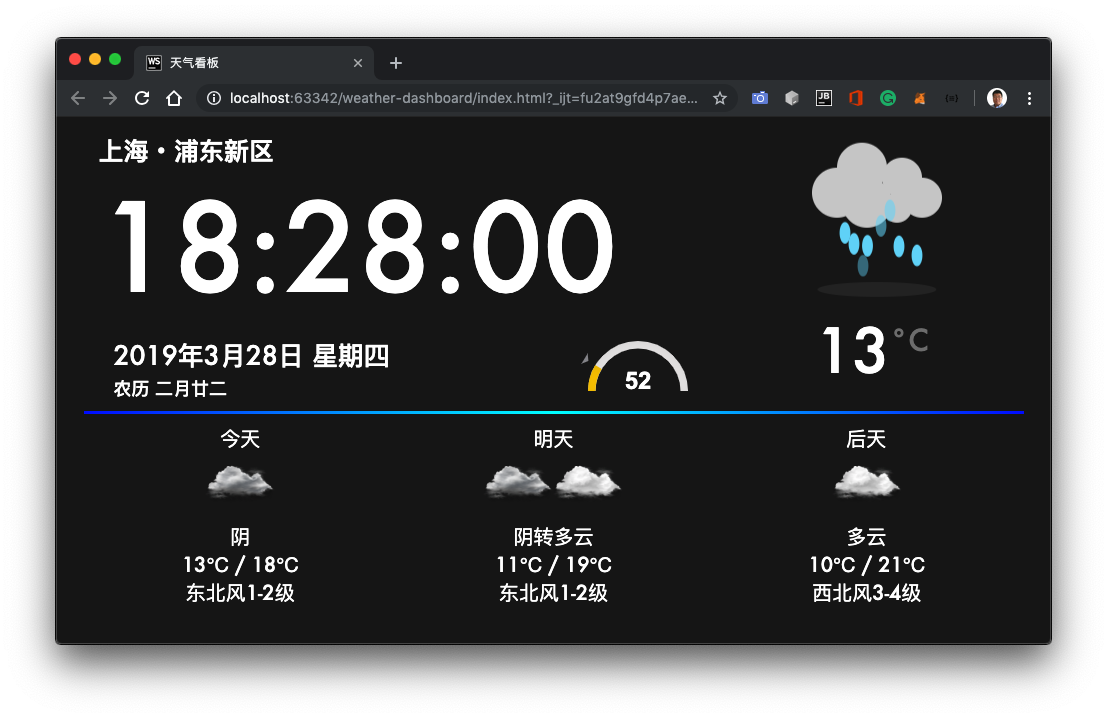 WS 天气看板
localhost:63342/weather-dashboard/index.html?_ijt=fu2at9gfd4p7ae...
JB
上海·浦东新区
18:28:00
13°C
2019年3月28日 星期四
农历 二月廿二
52
今天 明天 后天
阴 阴转多云 多云
13°C / 18°C 11°C / 19°C 10°C / 21°C
东北风1-2级 东北风1-2级 西北风3-4级